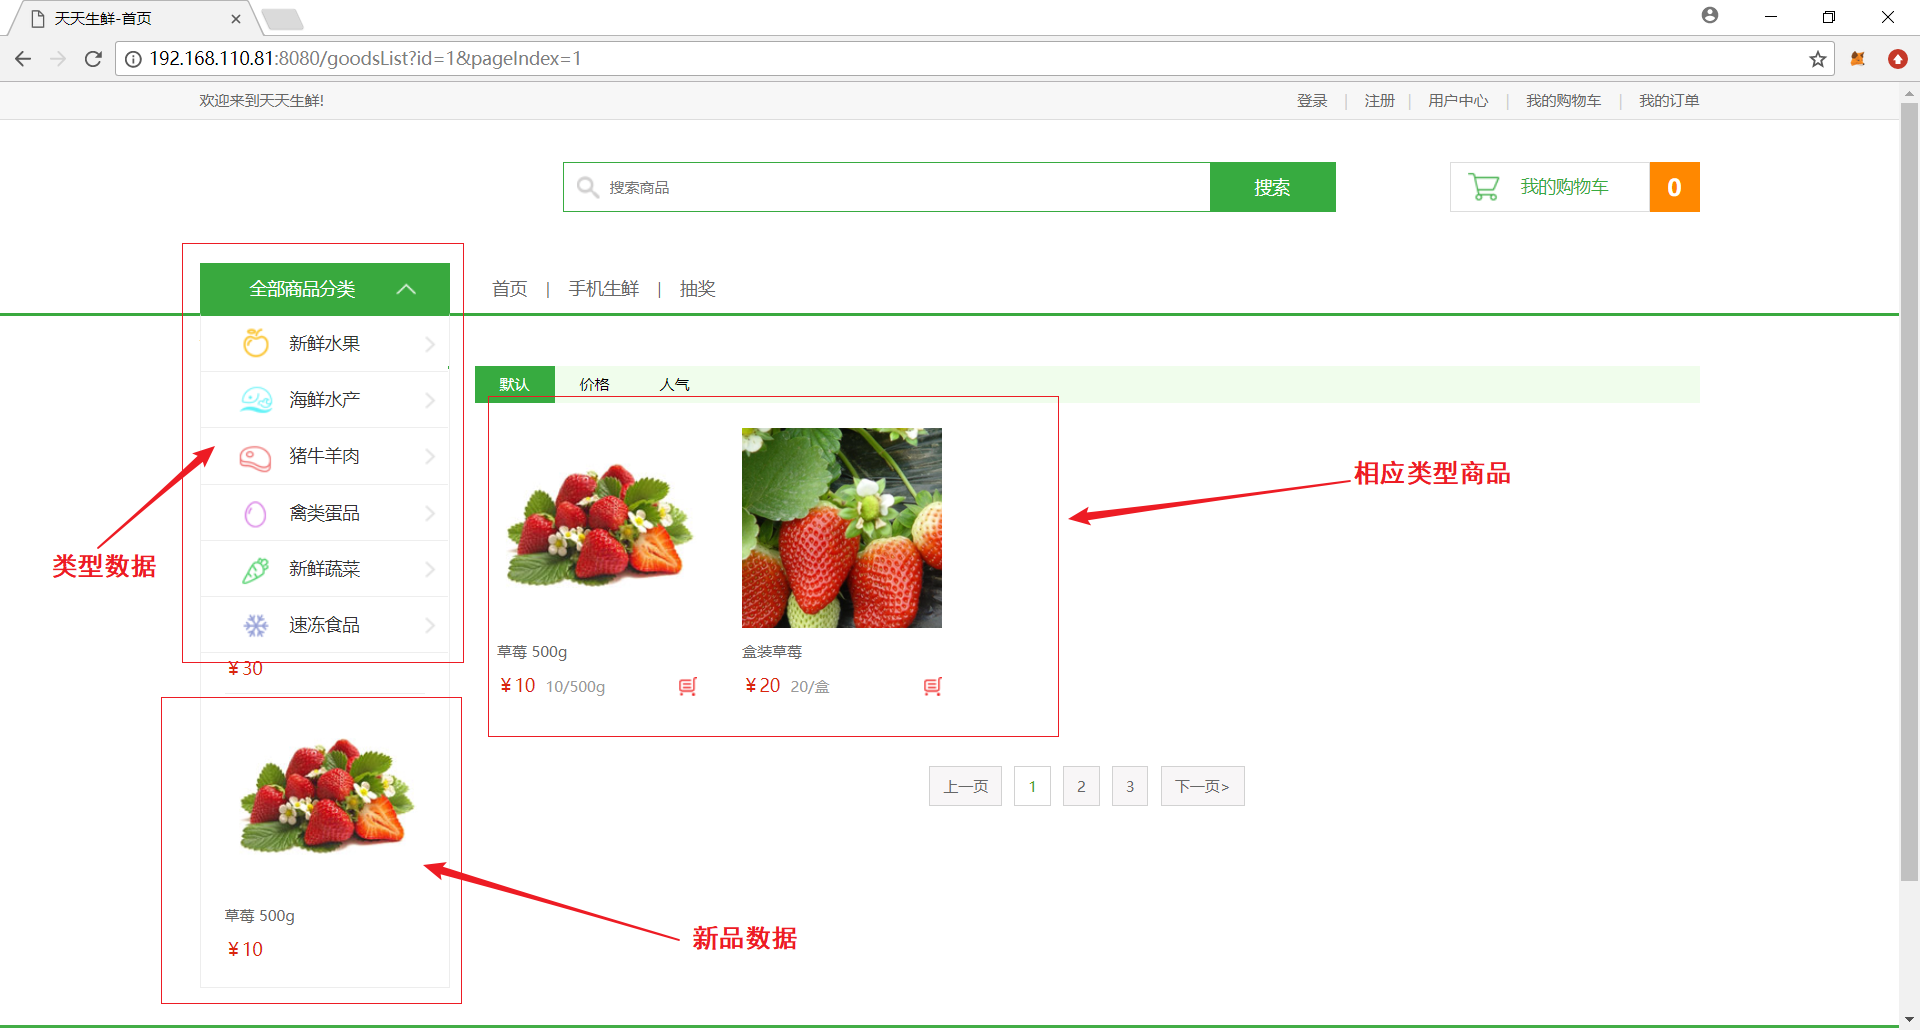 天天生鲜-首页
192.168.110.81:8080/goodsList?id=1&pageIndex=1
欢迎来到天天生鲜!
登录 | 注册 | 用户中心 | 我的购物车 | 我的订单
搜索商品 搜索 我的购物车 0
全部商品分类 首页 | 手机生鲜 | 抽奖
新鲜水果
默认 价格 人气
海鲜水产
猪牛羊肉
相应类型商品
禽类蛋品
类型数据
新鲜蔬菜
速冻食品
草莓 500g 盒装草莓
¥30
¥10 10/500g ¥20 20/盒
上一页 1 2 3 下一页>
草莓 500g
新品数据
¥10